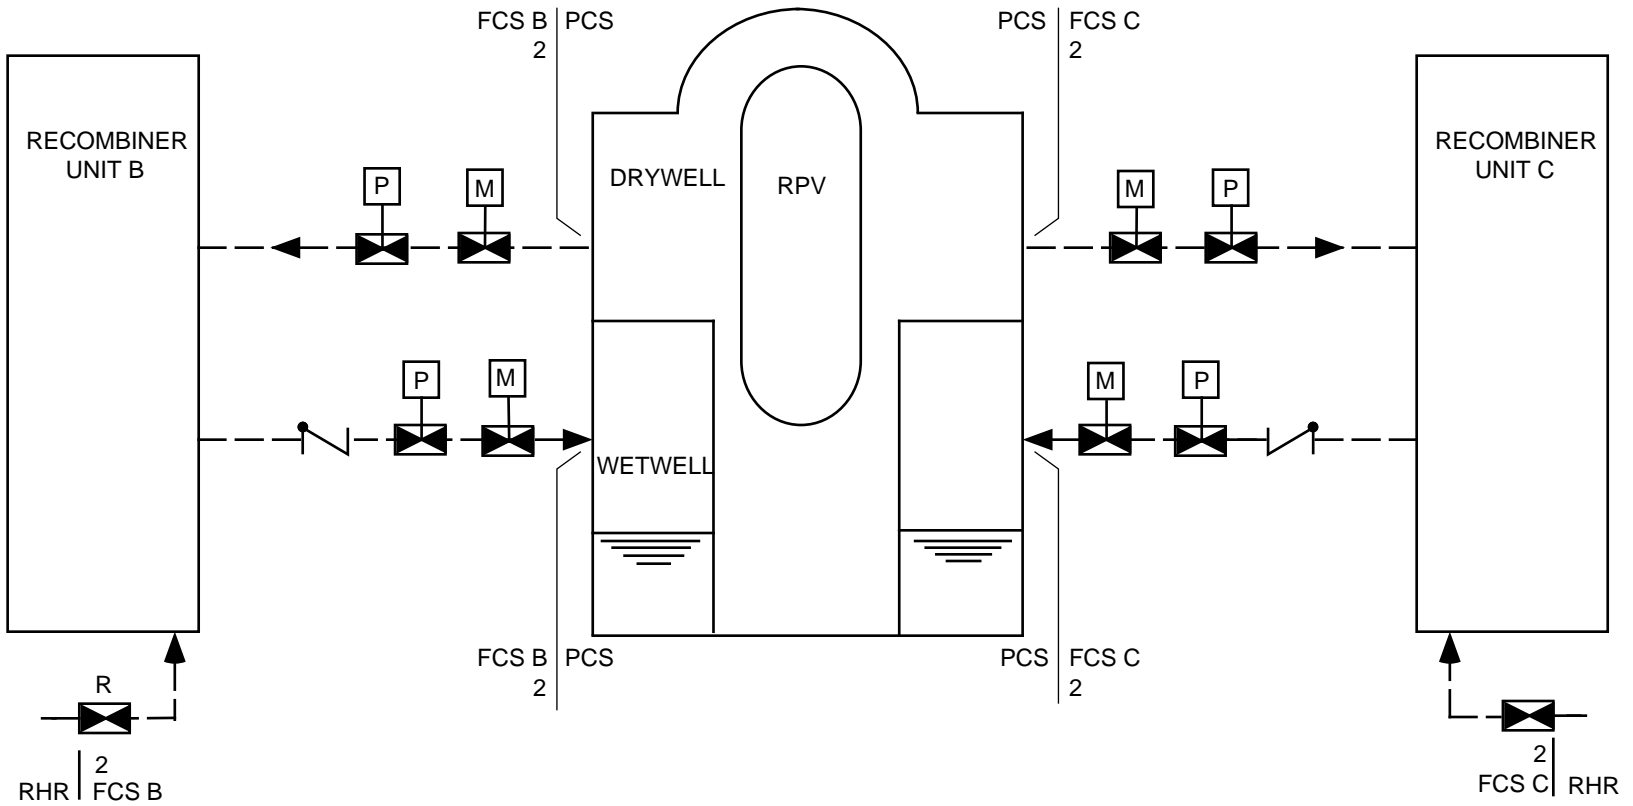 FCS B PCS
2
PCS FCS C
2
RECOMBINER
UNIT B
RECOMBINER
UNIT C
P
M
DRYWELL
RPV
M
P
P
M
M
P
WETWELL
FCS B PCS
2
PCS FCS C
2
R
2
RHR FCS B
2
FCS C RHR